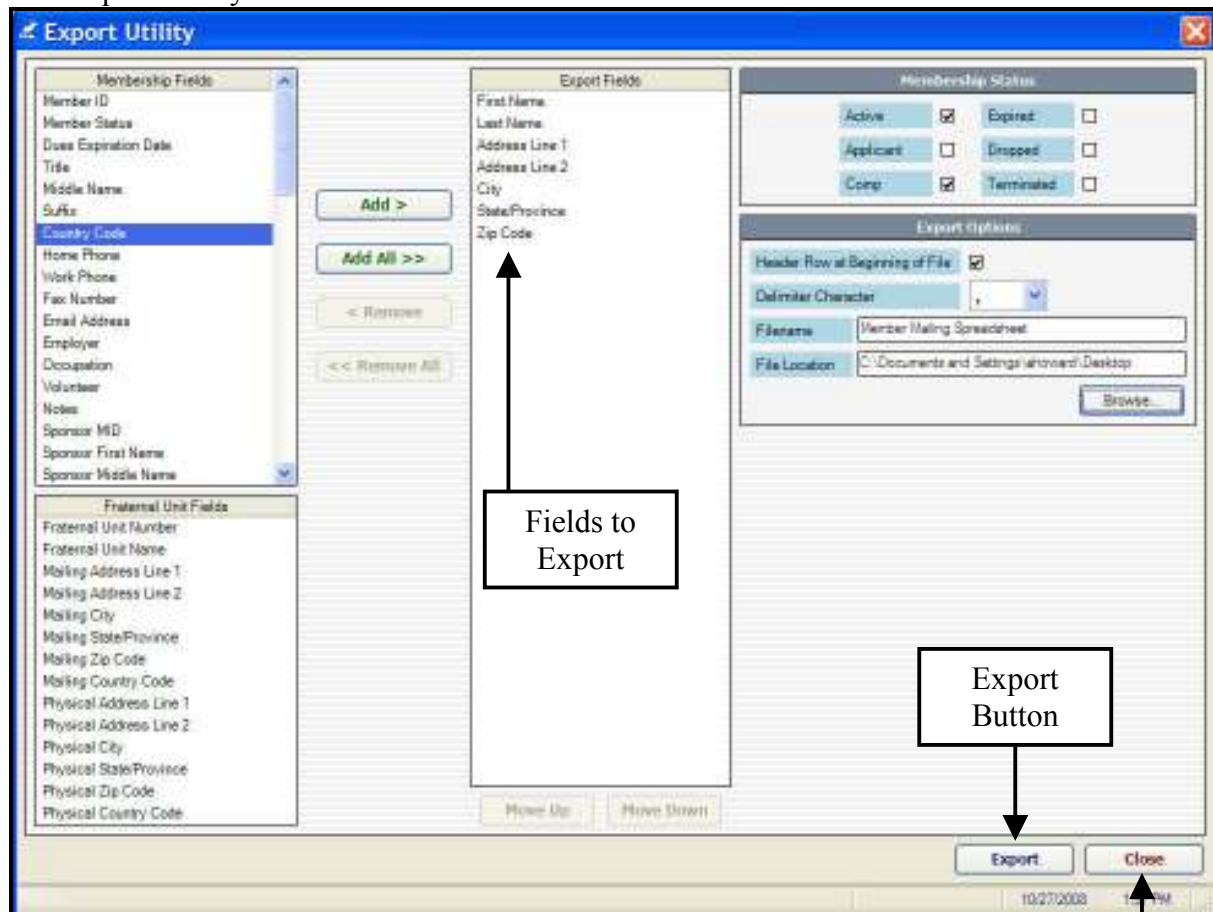 Export Utility
Membership Fields
Member ID
Member Status
Dues Expiration Date
Title
Middle Name
Suffix
Country Code
Home Phone
Work Phone
Fax Number
Email Address
Employer
Occupation
Volunteer
Notes
Sponsor MID
Sponsor First Name
Sponsor Middle Name
Fraternal Unit Fields
Fraternal Unit Number
Fraternal Unit Name
Mailing Address Line 1
Mailing Address Line 2
Mailing City
Mailing State/Province
Mailing Zip Code
Mailing Country Code
Physical Address Line 1
Physical Address Line 2
Physical City
Physical State/Province
Physical Zip Code
Physical Country Code
Add >
Add All >>
< Remove
<< Remove All
Export Fields
First Name
Last Name
Address Line 1
Address Line 2
City
State/Province
Zip Code
Fields to
Export
Move Up Move Down
Membership Status
Active Expired
Applicant Dropped
Comp Terminated
Export Options
Header Row at Beginning of File
Delimiter Character ,
Filename Member Mailing Spreadsheet
File Location C:\Documents and Settings\ahoward\Desktop
Browse...
Export
Button
Export Close
10/27/2008 PM